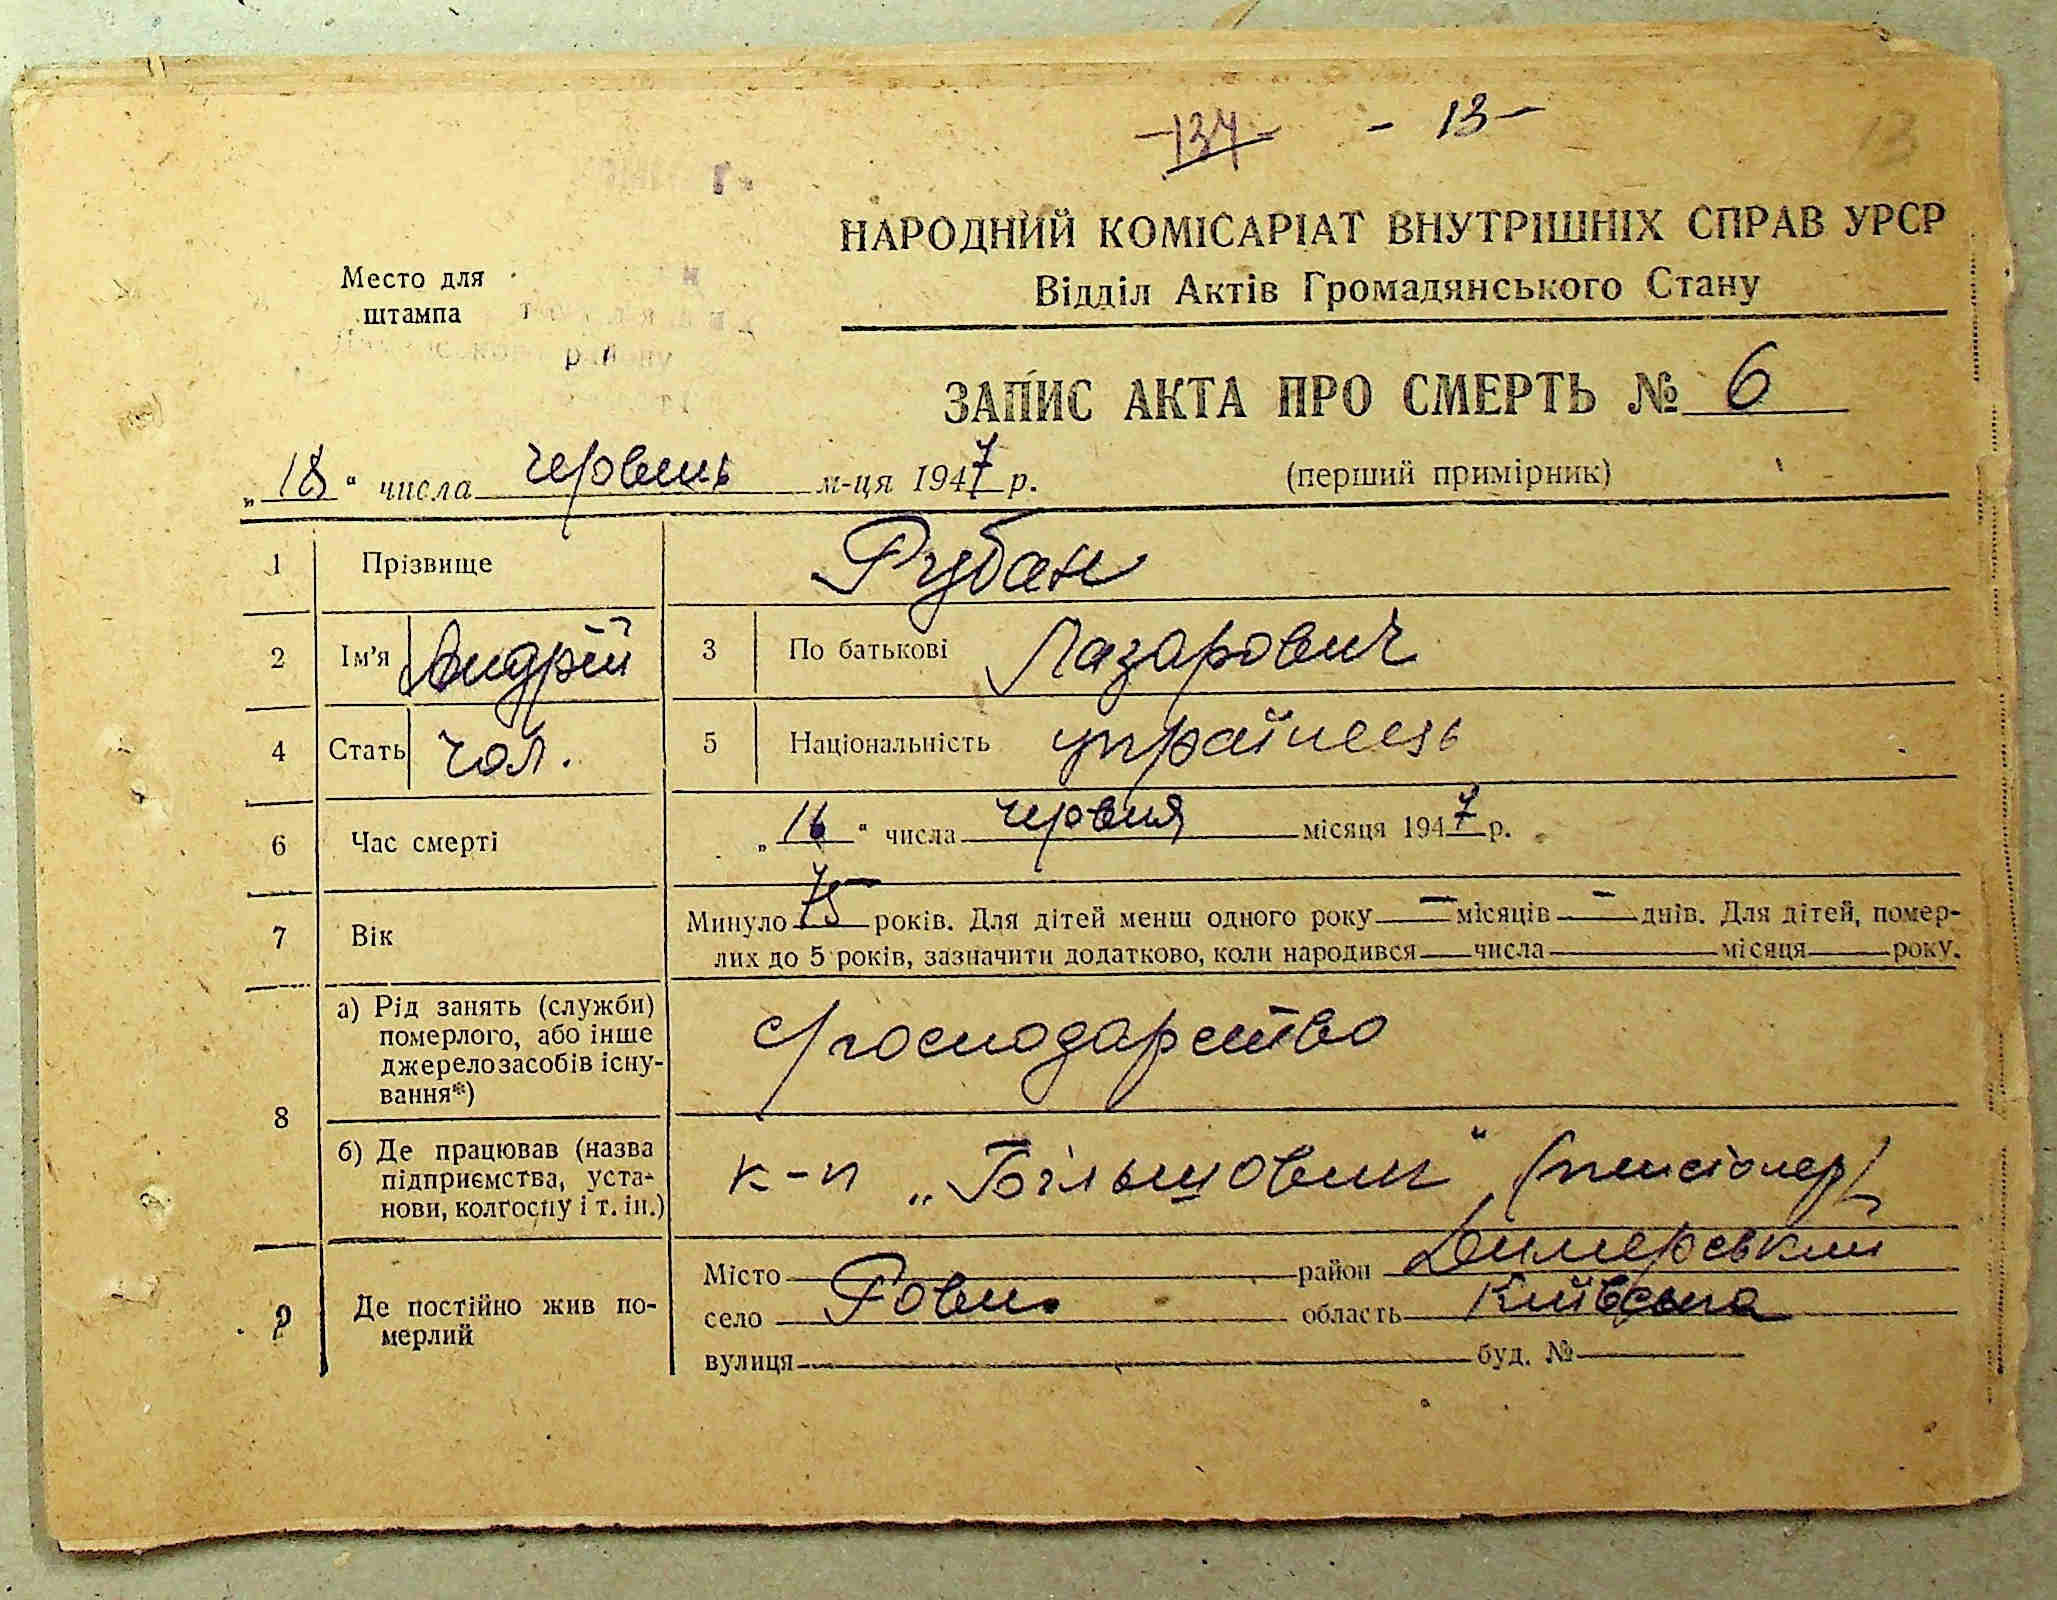 -134- - 13 -
13
НАРОДНИЙ КОМІСАРІАТ ВНУТРІШНІХ СПРАВ УРСР
Відділ Актів Громадянського Стану
Место для
штампа
району
ЗАПИС АКТА ПРО СМЕРТЬ № 6
„18“ числа червень м-ця 1947 р. (перший примірник)
1 Прізвище Рубан
2 Ім'я Андрій 3 По батькові Лазарович
4 Стать чол. 5 Національність українець
6 Час смерті „16“ числа червня місяця 1947 р.
7 Вік Минуло 75 років. Для дітей менш одного року — місяців — днів. Для дітей, помер-
лих до 5 років, зазначити додатково, коли народився числа місяця року.
8 а) Рід занять (служби)
померлого, або інше
джерело засобів існу-
вання*)
с/господарство
б) Де працював (назва
підприємства, уста-
нови, колгоспу і т. ін.)
к-п „Більшовик“ (пенсіонер)
9 Де постійно жив по-
мерлий
Місто район Димерський
село Рови область Київська
вулиця буд. №